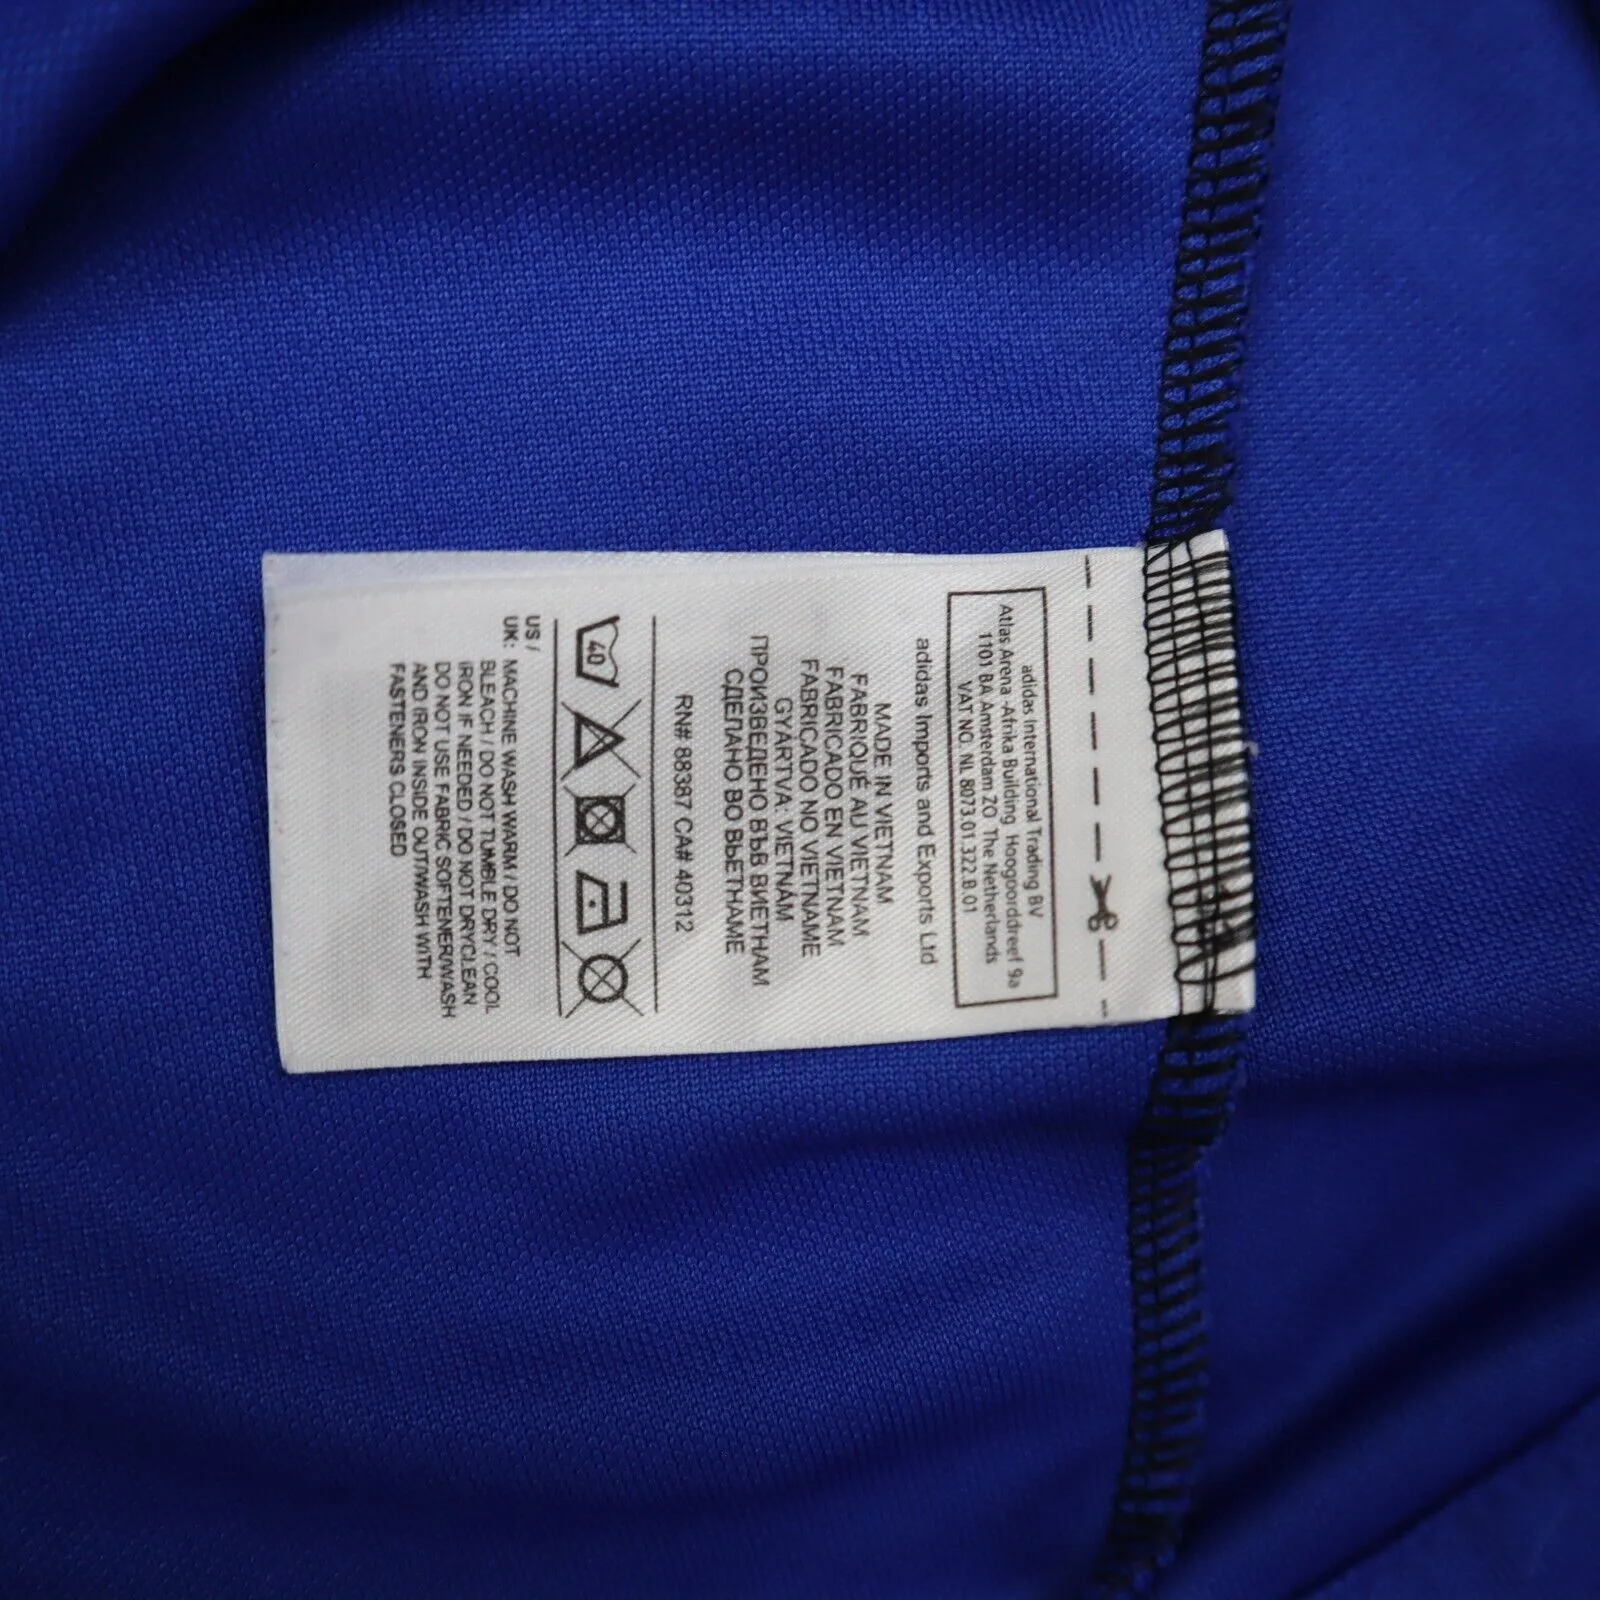 adidas International Trading BV
Atlas Arena -Afrika Building Hoogoorddreef 9a
1101 BA Amsterdam ZO The Netherlands
VAT NO. NL 8073.01.322.B.01
adidas Imports and Exports Ltd
MADE IN VIETNAM
FABRIQUÉ AU VIETNAM
FABRICADO EN VIETNAM
FABRICADO NO VIETNAME
GYÁRTVA: VIETNÁM
ПРОИЗВЕДЕНО ВЪВ ВИЕТНАМ
СДЕЛАНО ВО ВЬЕТНАМЕ
RN# 88387 CA# 40312
40
US /
UK: MACHINE WASH WARM / DO NOT
BLEACH / DO NOT TUMBLE DRY / COOL
IRON IF NEEDED / DO NOT DRYCLEAN
DO NOT USE FABRIC SOFTENER/WASH
AND IRON INSIDE OUT/WASH WITH
FASTENERS CLOSED